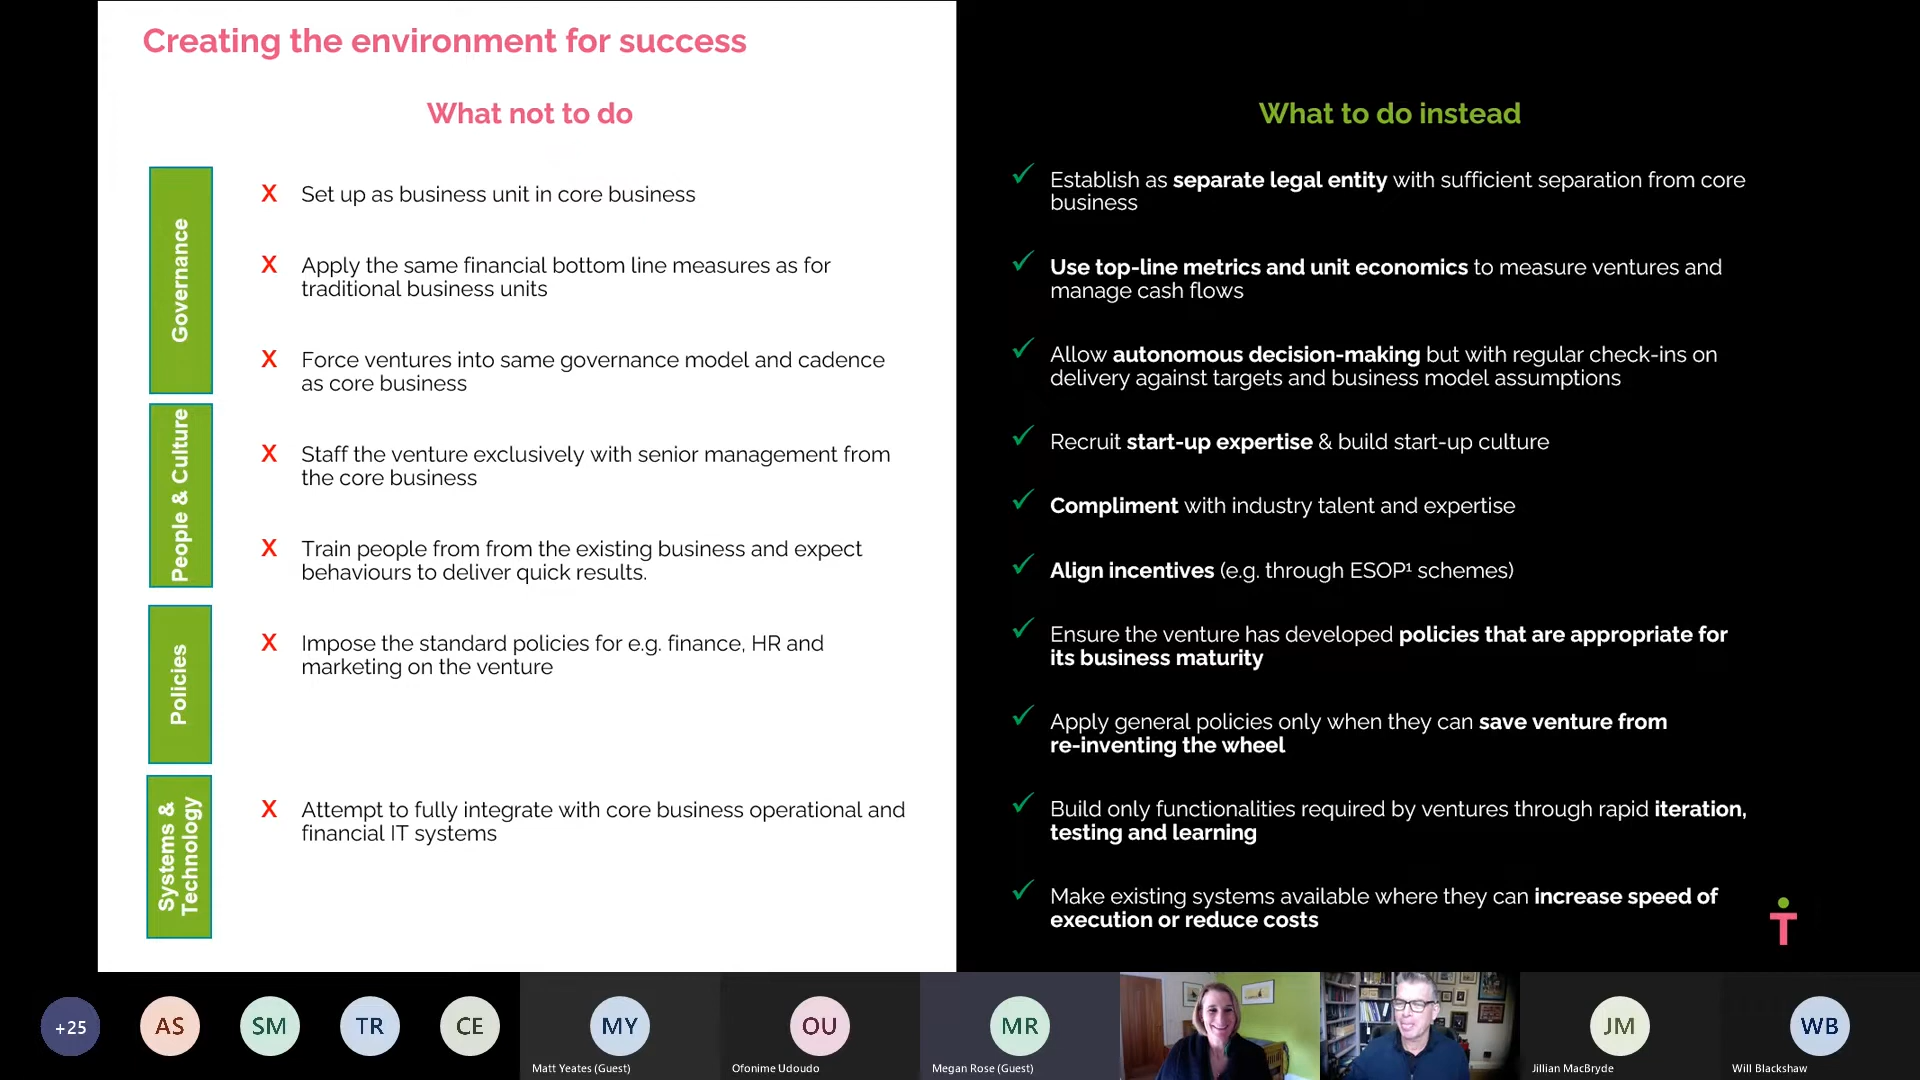 Creating the environment for success
What not to do
Governance
X Set up as business unit in core business
X Apply the same financial bottom line measures as for
traditional business units
X Force ventures into same governance model and cadence
as core business
People & Culture
X Staff the venture exclusively with senior management from
the core business
X Train people from from the existing business and expect
behaviours to deliver quick results.
Policies
X Impose the standard policies for e.g. finance, HR and
marketing on the venture
Systems &
Technology
X Attempt to fully integrate with core business operational and
financial IT systems
What to do instead
✓ Establish as separate legal entity with sufficient separation from core
business
✓ Use top-line metrics and unit economics to measure ventures and
manage cash flows
✓ Allow autonomous decision-making but with regular check-ins on
delivery against targets and business model assumptions
✓ Recruit start-up expertise & build start-up culture
✓ Compliment with industry talent and expertise
✓ Align incentives (e.g. through ESOP¹ schemes)
✓ Ensure the venture has developed policies that are appropriate for
its business maturity
✓ Apply general policies only when they can save venture from
re-inventing the wheel
✓ Build only functionalities required by ventures through rapid iteration,
testing and learning
✓ Make existing systems available where they can increase speed of
execution or reduce costs
+25
AS
SM
TR
CE
MY
Matt Yeates (Guest)
OU
Ofonime Udoudo
MR
Megan Rose (Guest)
JM
Jillian MacBryde
WB
Will Blackshaw